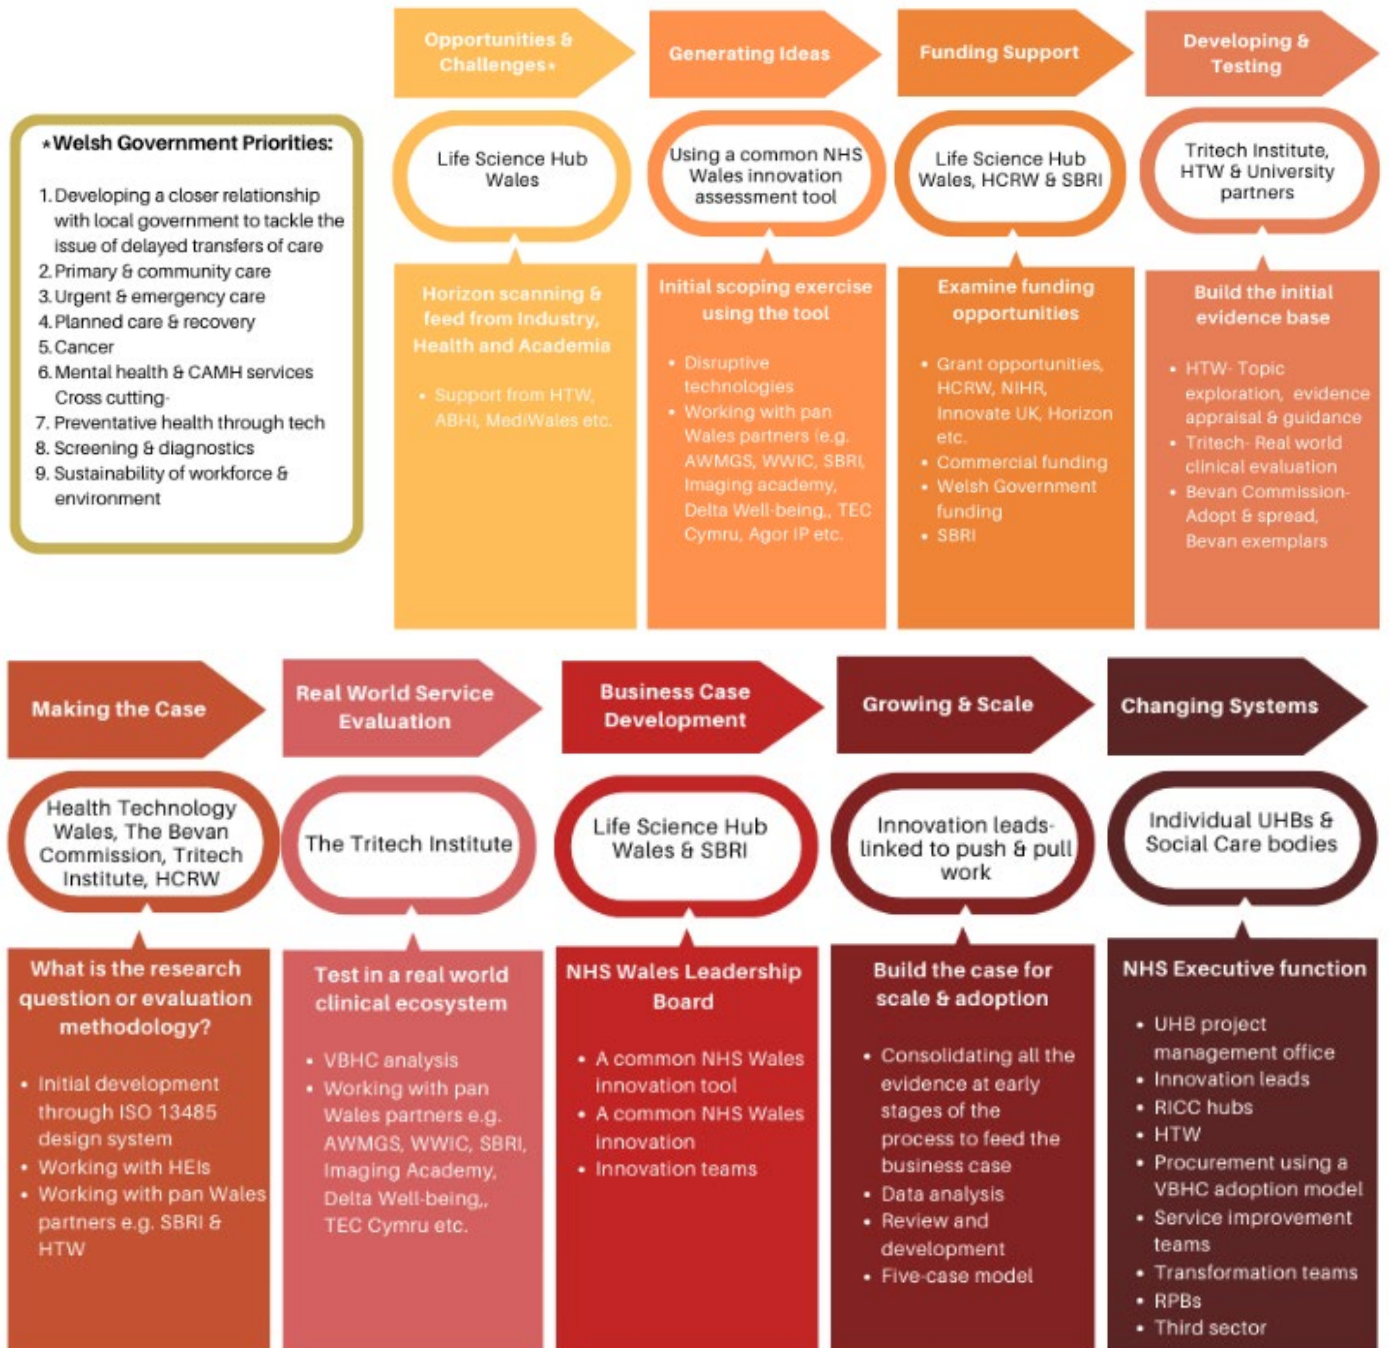 Opportunities &
Challenges*
Generating Ideas
Funding Support
Developing &
Testing
Life Science Hub
Wales
Using a common NHS
Wales innovation
assessment tool
Life Science Hub
Wales, HCRW & SBRI
Tritech Institute,
HTW & University
partners
*Welsh Government Priorities:
1. Developing a closer relationship
with local government to tackle the
issue of delayed transfers of care
2. Primary & community care
3. Urgent & emergency care
4. Planned care & recovery
5. Cancer
6. Mental health & CAMH services
Cross cutting-
7. Preventative health through tech
8. Screening & diagnostics
9. Sustainability of workforce &
environment
Horizon scanning &
feed from Industry,
Health and Academia
• Support from HTW,
ABHI, MediWales etc.
Initial scoping exercise
using the tool
• Disruptive
technologies
• Working with pan
Wales partners (e.g.
AWMGS, WWIC, SBRI,
Imaging academy,
Delta Well-being,, TEC
Cymru, Agor IP etc.
Examine funding
opportunities
• Grant opportunities,
HCRW, NIHR,
Innovate UK, Horizon
etc.
• Commercial funding
• Welsh Government
funding
• SBRI
Build the initial
evidence base
• HTW- Topic
exploration, evidence
appraisal & guidance
• Tritech- Real world
clinical evaluation
• Bevan Commission-
Adopt & spread,
Bevan exemplars
Making the Case
Real World Service
Evaluation
Business Case
Development
Growing & Scale
Changing Systems
Health Technology
Wales, The Bevan
Commission, Tritech
Institute, HCRW
The Tritech Institute
Life Science Hub
Wales & SBRI
Innovation leads-
linked to push & pull
work
Individual UHBs &
Social Care bodies
What is the research
question or evaluation
methodology?
• Initial development
through ISO 13485
design system
• Working with HEIs
• Working with pan Wales
partners e.g. SBRI &
HTW
Test in a real world
clinical ecosystem
• VBHC analysis
• Working with pan
Wales partners e.g.
AWMGS, WWIC, SBRI,
Imaging Academy,
Delta Well-being,,
TEC Cymru etc.
NHS Wales Leadership
Board
• A common NHS Wales
innovation tool
• A common NHS Wales
innovation
• Innovation teams
Build the case for
scale & adoption
• Consolidating all the
evidence at early
stages of the
process to feed the
business case
• Data analysis
• Review and
development
• Five-case model
NHS Executive function
• UHB project
management office
• Innovation leads
• RICC hubs
• HTW
• Procurement using a
VBHC adoption model
• Service improvement
teams
• Transformation teams
• RPBs
• Third sector